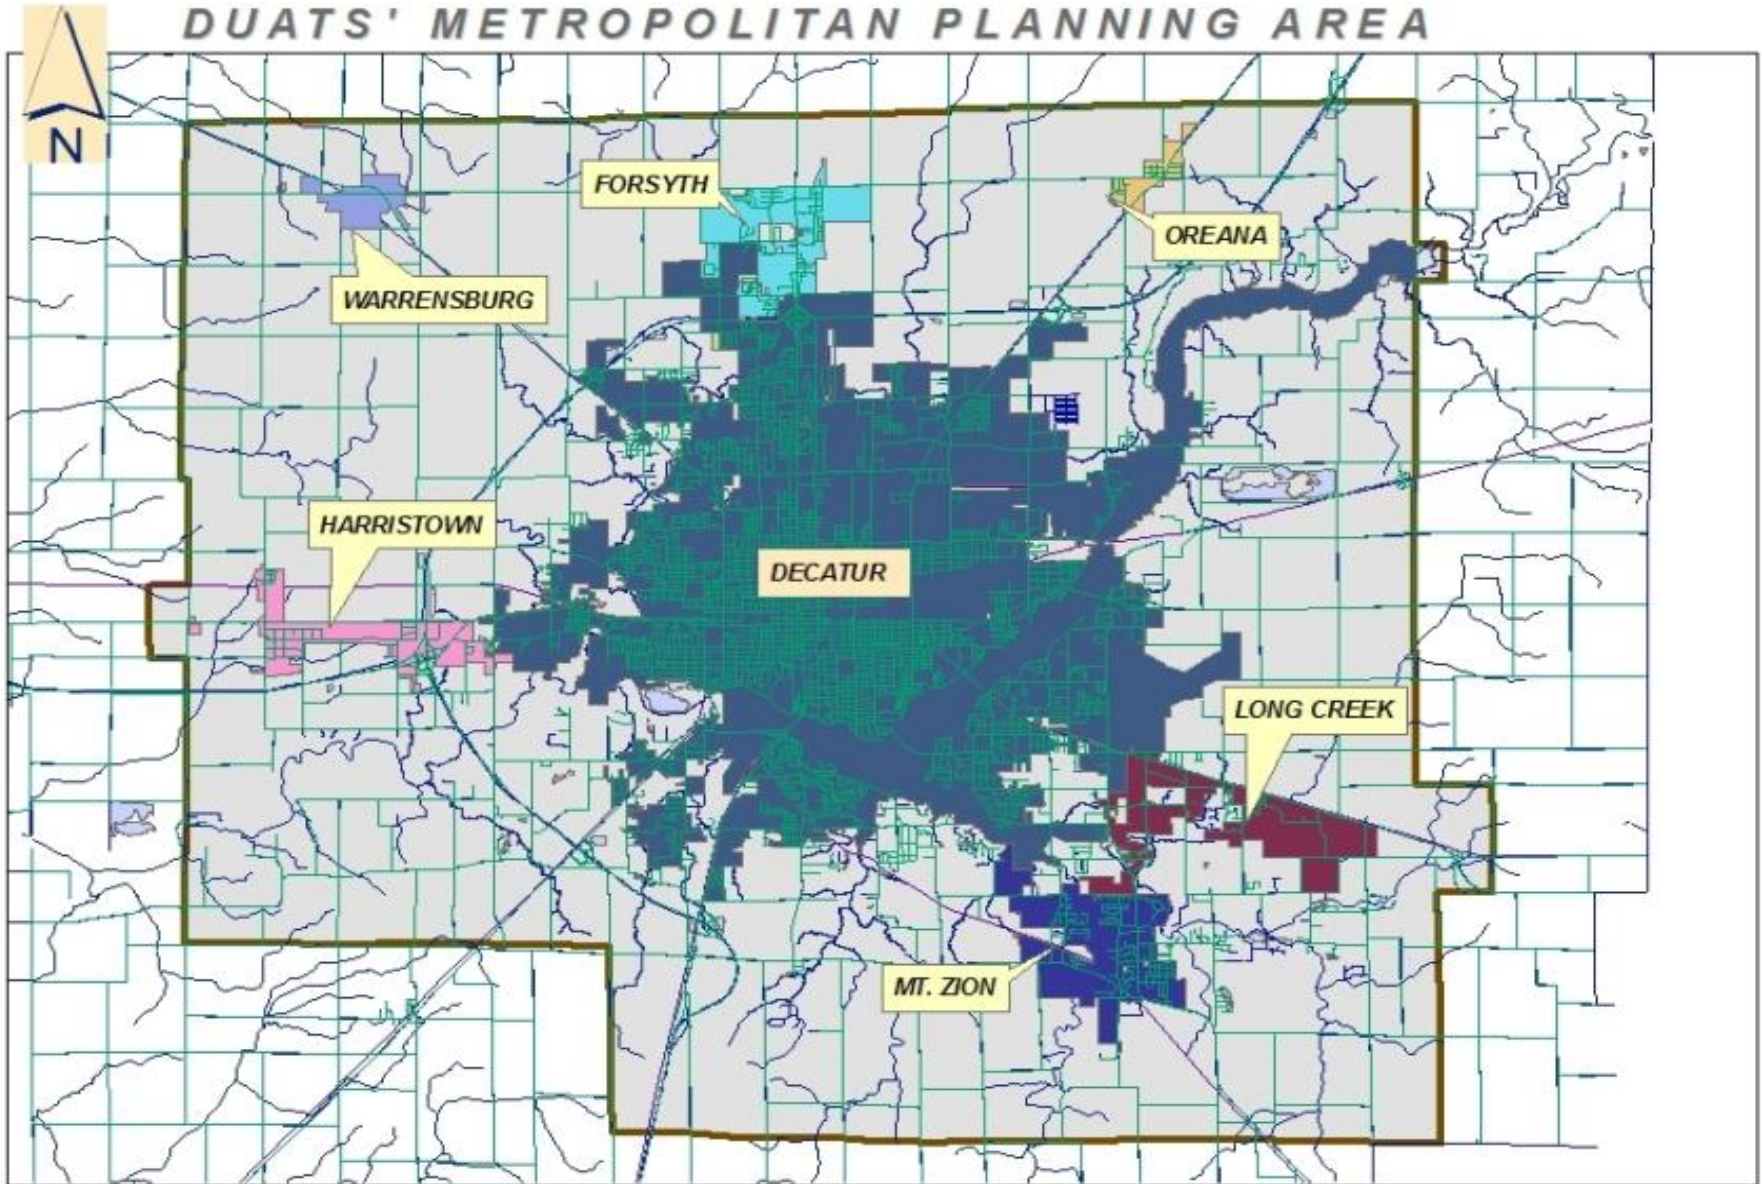 DUATS' METROPOLITAN PLANNING AREA
N
FORSYTH
OREANA
WARRENSBURG
HARRISTOWN
DECATUR
LONG CREEK
MT. ZION